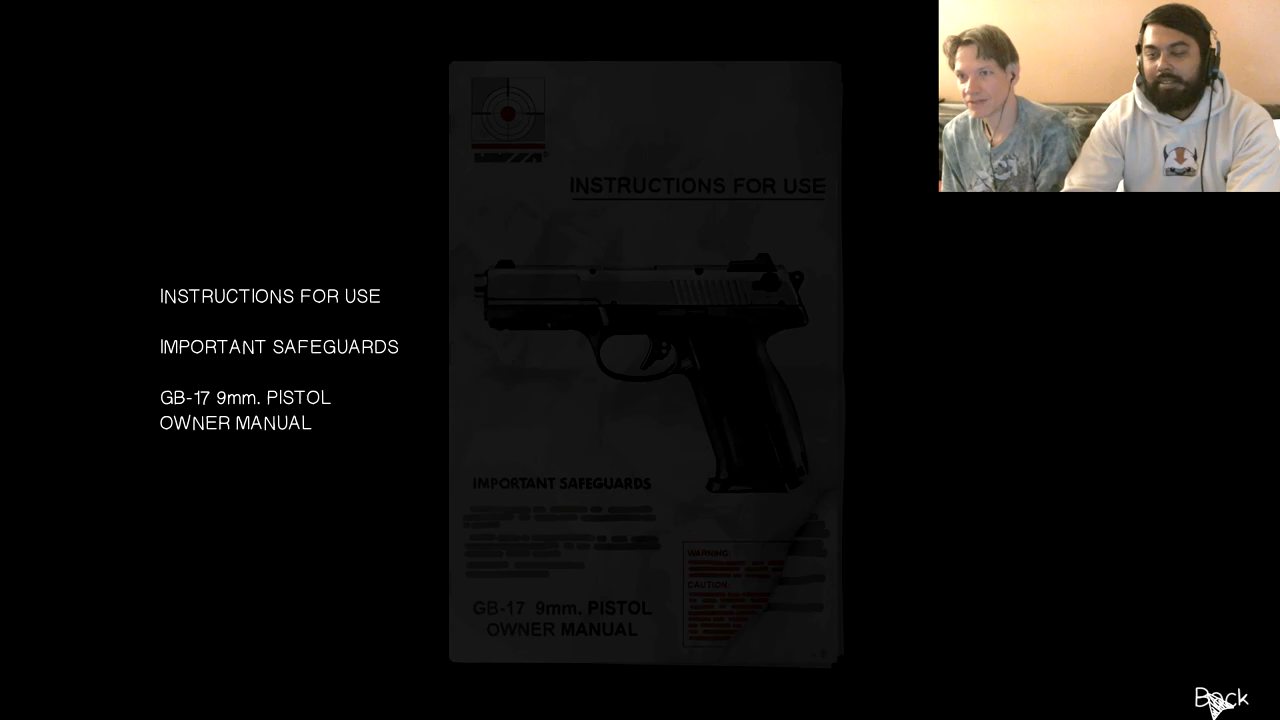 INSTRUCTIONS FOR USE
IMPORTANT SAFEGUARDS
GB-17 9mm. PISTOL
OWNER MANUAL
INSTRUCTIONS FOR USE
IMPORTANT SAFEGUARDS
WARNING:
CAUTION:
GB-17 9mm. PISTOL
OWNER MANUAL
Back